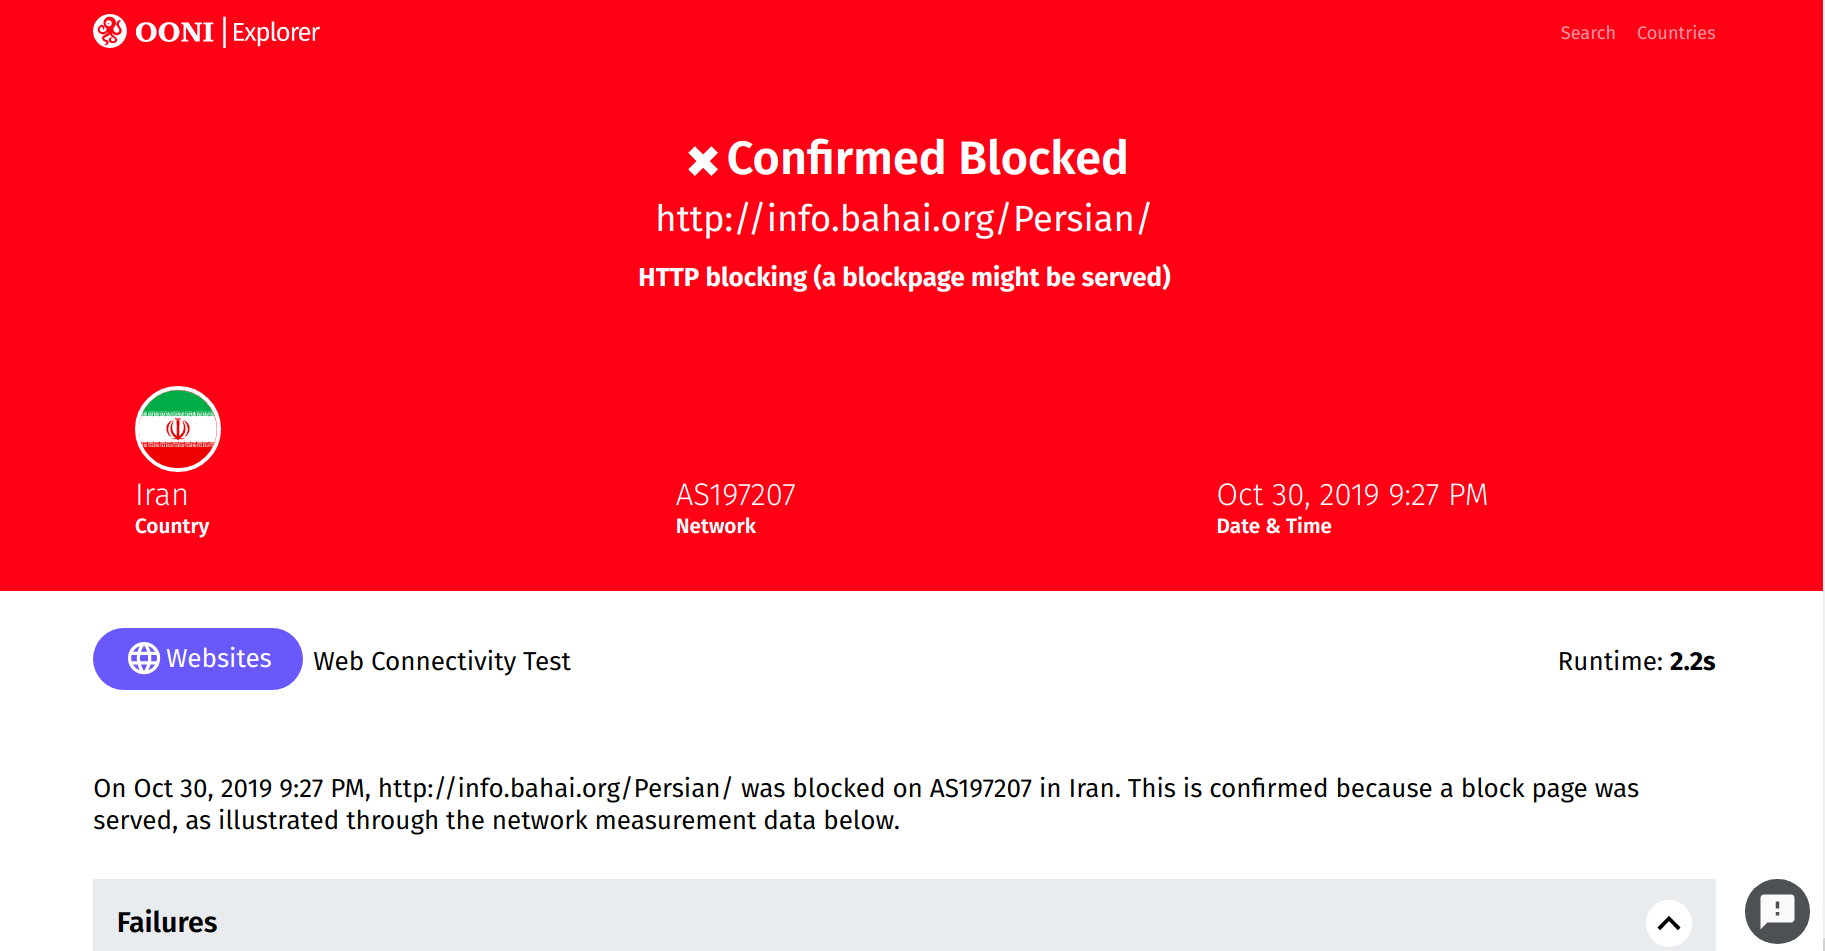 OONI | Explorer
Search Countries
✖ Confirmed Blocked
http://info.bahai.org/Persian/
HTTP blocking (a blockpage might be served)
Iran
Country
AS197207
Network
Oct 30, 2019 9:27 PM
Date & Time
Websites Web Connectivity Test
Runtime: 2.2s
On Oct 30, 2019 9:27 PM, http://info.bahai.org/Persian/ was blocked on AS197207 in Iran. This is confirmed because a block page was
served, as illustrated through the network measurement data below.
Failures